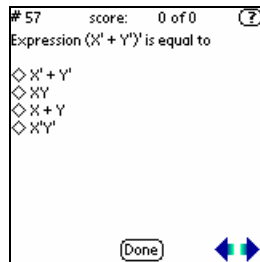 # 57 score: 0 of 0 ?
Expression (X' + Y')' is equal to
X' + Y'
XY
X + Y
X'Y'
Done